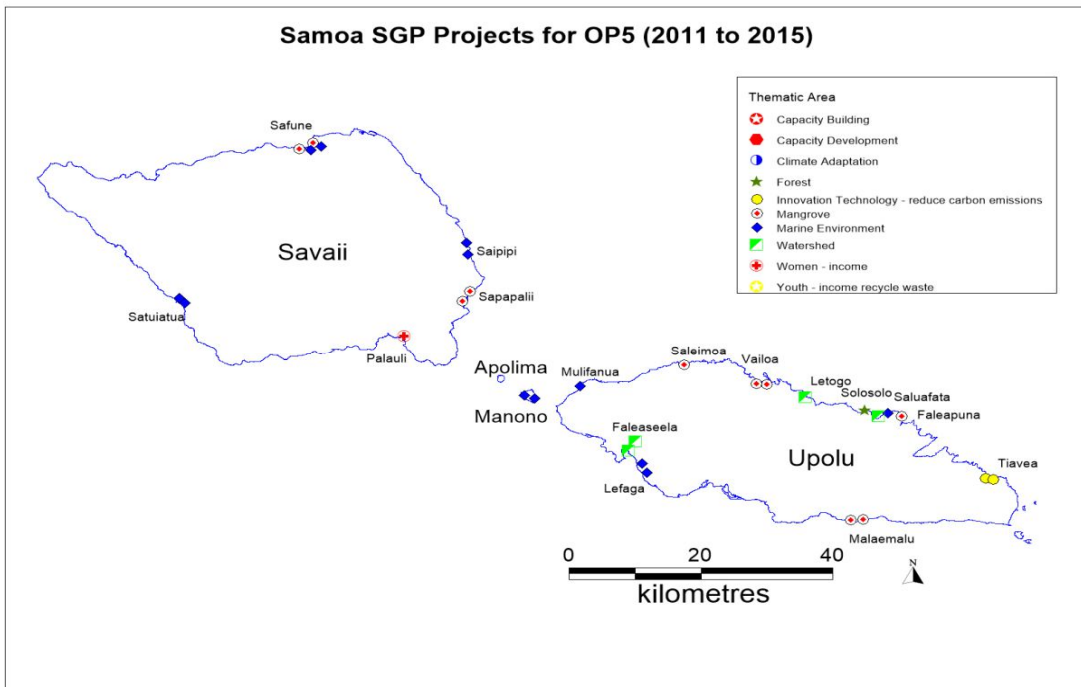 Samoa SGP Projects for OP5 (2011 to 2015)
Thematic Area
Capacity Building
Capacity Development
Climate Adaptation
Forest
Innovation Technology - reduce carbon emissions
Mangrove
Marine Environment
Watershed
Women - income
Youth - income recycle waste
Safune
Savaii
Saipipi
Sapapalii
Satuiatua
Palauli
Apolima
Manono
Mulifanua
Saleimoa
Vailoa
Letogo
Solosolo
Saluafata
Faleapuna
Faleaseela
Upolu
Tiavea
Lefaga
Malaemalu
0 20 40
kilometres
N